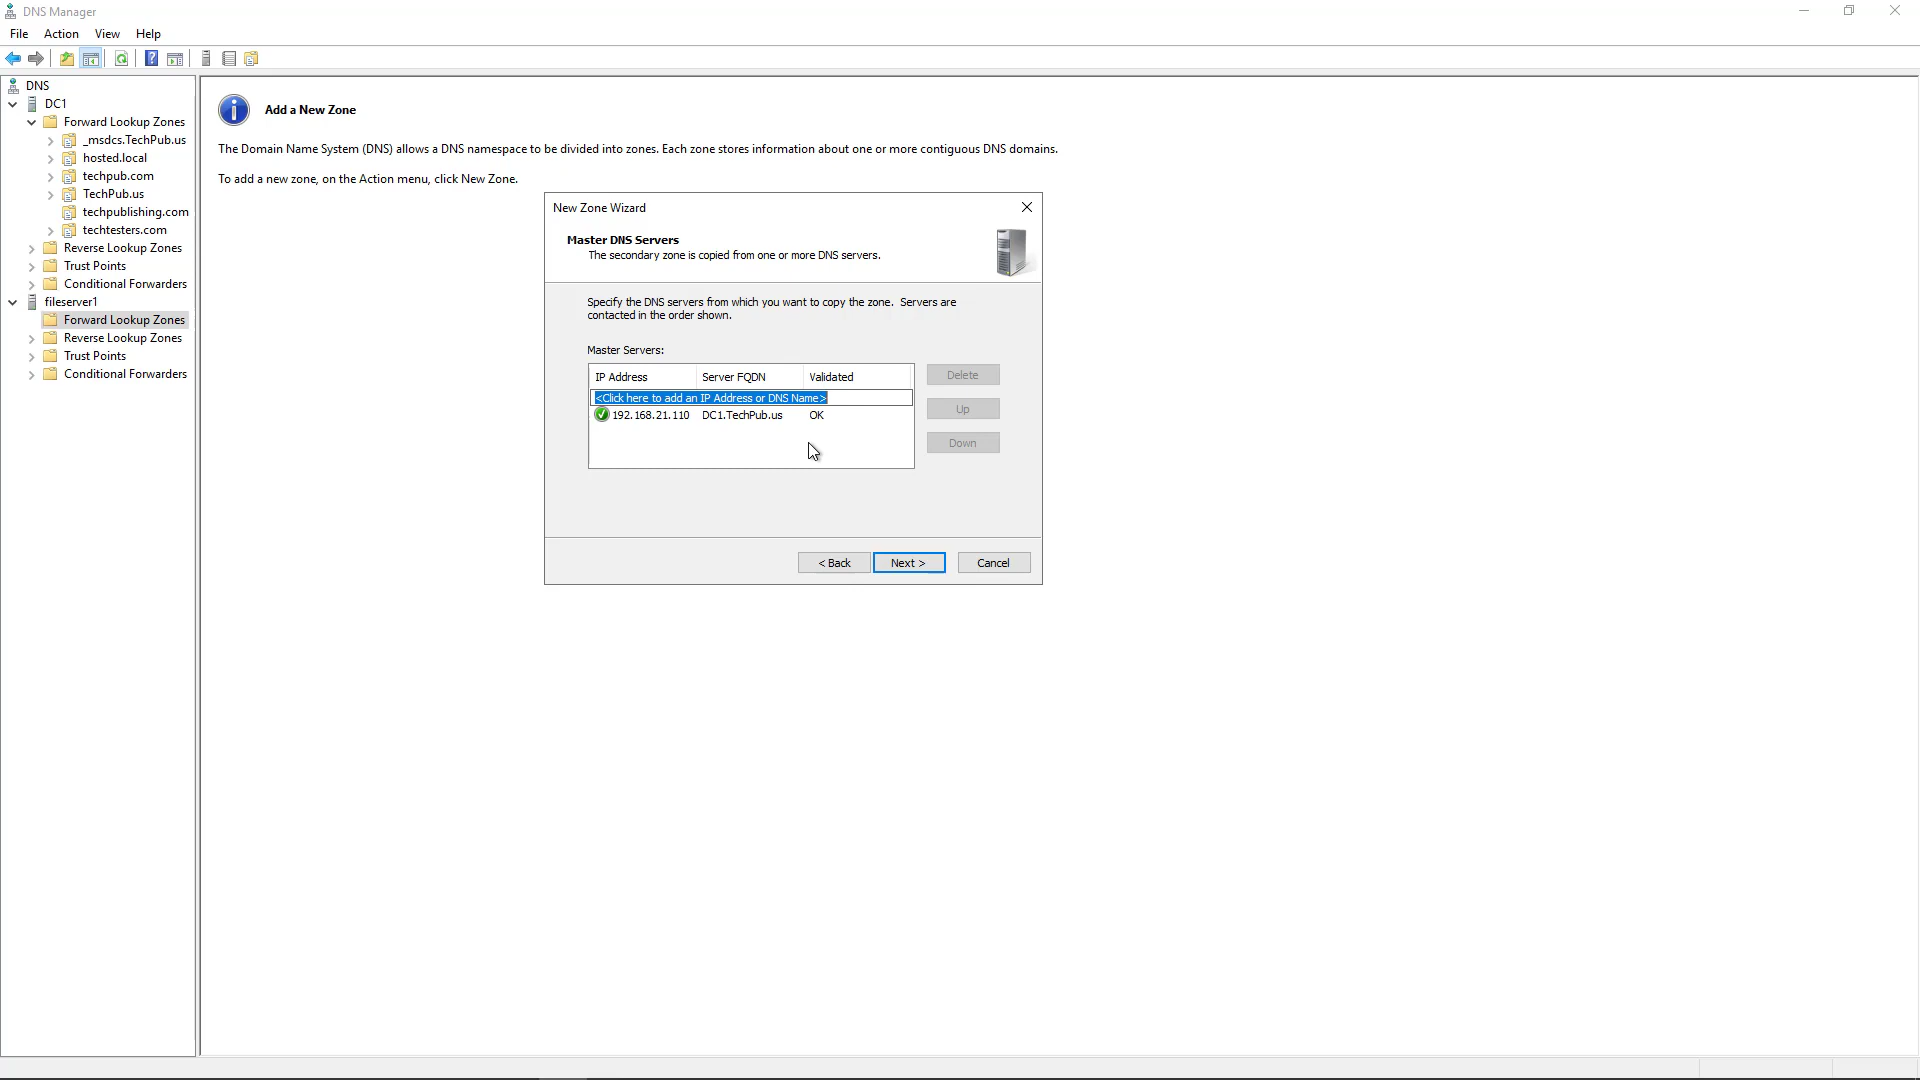 DNS Manager
File Action View Help
DNS
DC1
Forward Lookup Zones
_msdcs.TechPub.us
hosted.local
techpub.com
TechPub.us
techpublishing.com
techtesters.com
Reverse Lookup Zones
Trust Points
Conditional Forwarders
fileserver1
Forward Lookup Zones
Reverse Lookup Zones
Trust Points
Conditional Forwarders
Add a New Zone
The Domain Name System (DNS) allows a DNS namespace to be divided into zones. Each zone stores information about one or more contiguous DNS domains.
To add a new zone, on the Action menu, click New Zone.
New Zone Wizard
Master DNS Servers
The secondary zone is copied from one or more DNS servers.
Specify the DNS servers from which you want to copy the zone. Servers are
contacted in the order shown.
Master Servers:
IP Address Server FQDN Validated
<Click here to add an IP Address or DNS Name>
192.168.21.110 DC1.TechPub.us OK
Delete
Up
Down
< Back Next > Cancel